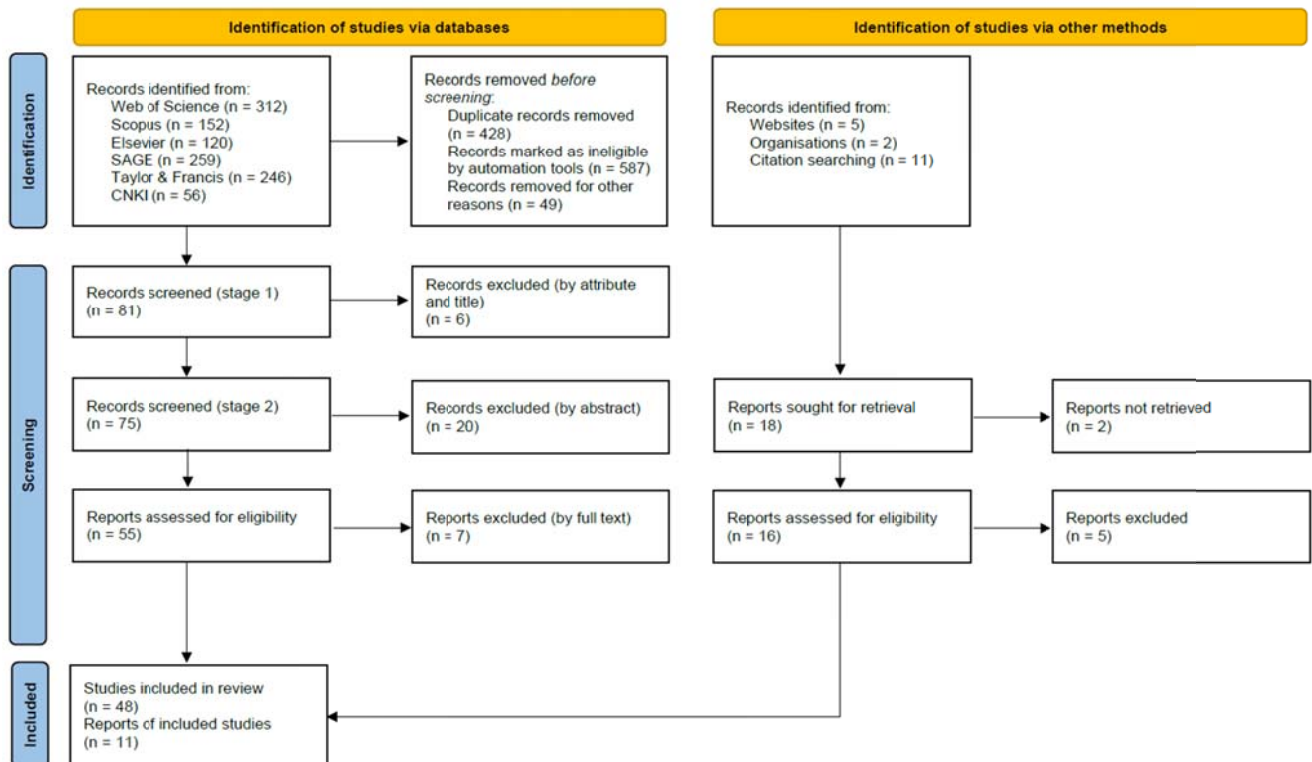 Identification of studies via databases
Identification of studies via other methods
Identification
Records identified from:
Web of Science (n = 312)
Scopus (n = 152)
Elsevier (n = 120)
SAGE (n = 259)
Taylor & Francis (n = 246)
CNKI (n = 56)
Records removed before
screening:
Duplicate records removed
(n = 428)
Records marked as ineligible
by automation tools (n = 587)
Records removed for other
reasons (n = 49)
Records identified from:
Websites (n = 5)
Organisations (n = 2)
Citation searching (n = 11)
Screening
Records screened (stage 1)
(n = 81)
Records excluded (by attribute
and title)
(n = 6)
Records screened (stage 2)
(n = 75)
Records excluded (by abstract)
(n = 20)
Reports sought for retrieval
(n = 18)
Reports not retrieved
(n = 2)
Reports assessed for eligibility
(n = 55)
Reports excluded (by full text)
(n = 7)
Reports assessed for eligibility
(n = 16)
Reports excluded
(n = 5)
Included
Studies included in review
(n = 48)
Reports of included studies
(n = 11)